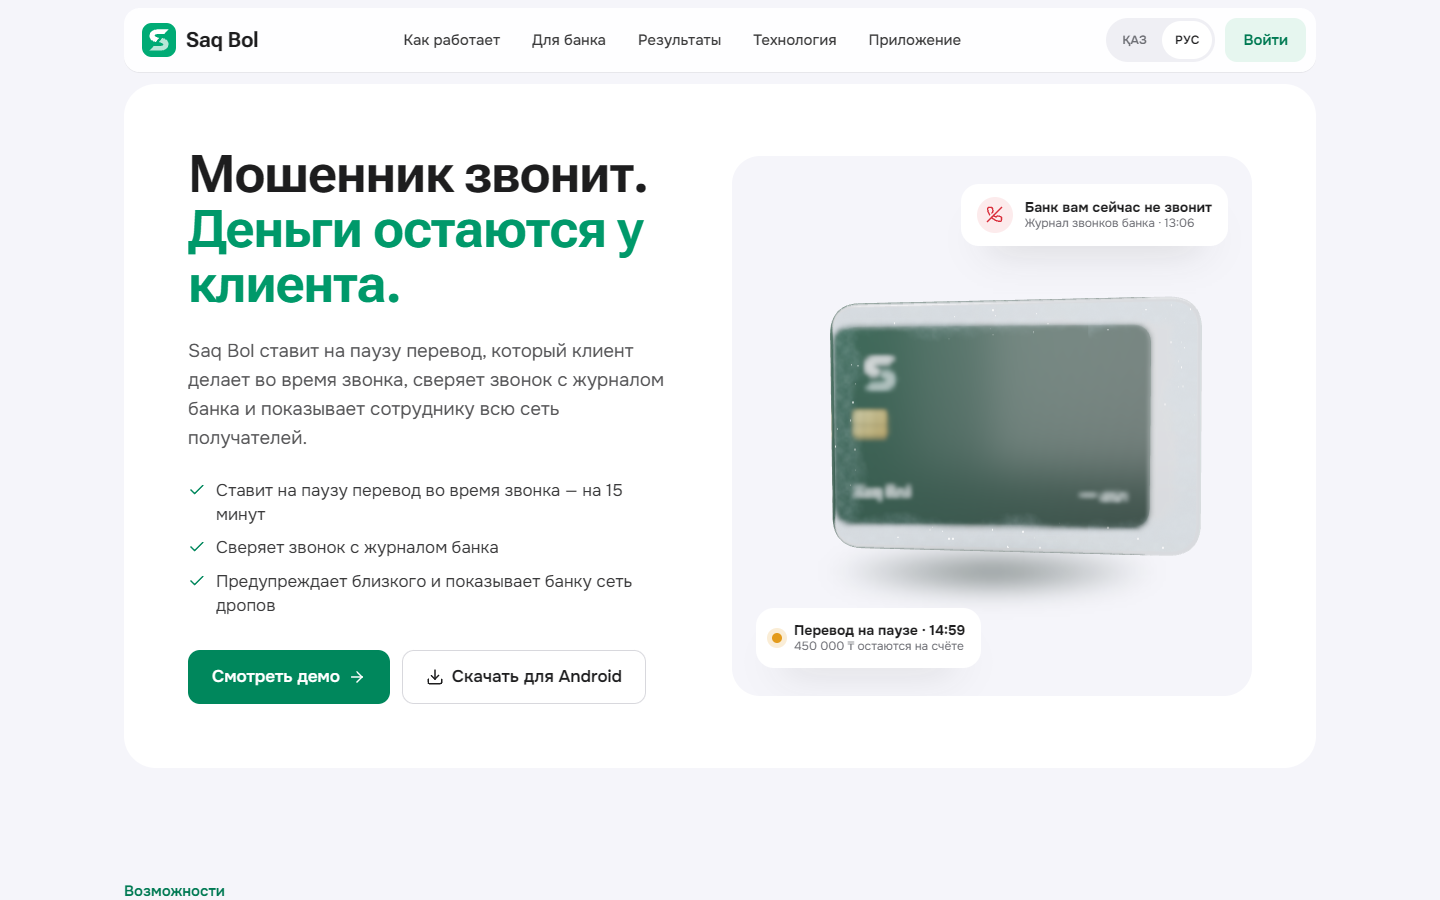 Saq Bol
Как работает
Для банка
Результаты
Технология
Приложение
ҚАЗ
РУС
Войти
Мошенник звонит.
Деньги остаются у
клиента.
Saq Bol ставит на паузу перевод, который клиент
делает во время звонка, сверяет звонок с журналом
банка и показывает сотруднику всю сеть
получателей.
Ставит на паузу перевод во время звонка — на 15
минут
Сверяет звонок с журналом банка
Предупреждает близкого и показывает банку сеть
дропов
Смотреть демо
Скачать для Android
Банк вам сейчас не звонит
Журнал звонков банка · 13:06
Saq Bol
Перевод на паузе · 14:59
450 000 ₸ остаются на счёте
Возможности